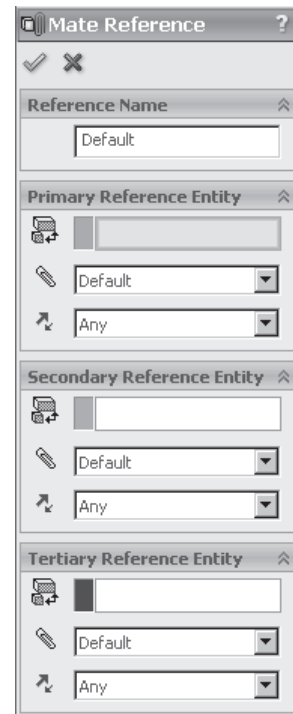 Mate Reference ?
Reference Name
Default
Primary Reference Entity
Default
Any
Secondary Reference Entity
Default
Any
Tertiary Reference Entity
Default
Any